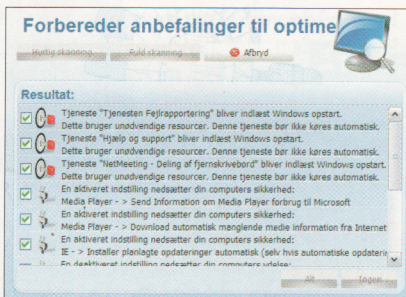 Forbereder anbefalinger til optime
Hurtig skanning Fuld skanning Afbryd
Resultat:
Tjeneste "Tjenesten Fejlrapportering" bliver indlæst Windows opstart.
Dette bruger unødvendige resourcer. Denne tjeneste bør ikke køres automatisk.
Tjeneste "Hjælp og support" bliver indlæst Windows opstart.
Dette bruger unødvendige resourcer. Denne tjeneste bør ikke køres automatisk.
Tjeneste "NetMeeting - Deling af fjernskrivebord" bliver indlæst Windows opstart.
Dette bruger unødvendige resourcer. Denne tjeneste bør ikke køres automatisk.
En aktiveret indstilling nedsætter din computers sikkerhed:
Media Player - > Send Information om Media Player forbrug til Microsoft
En aktiveret indstilling nedsætter din computers sikkerhed:
Media Player - > Download automatisk manglende medie information fra Internet
En aktiveret indstilling nedsætter din computers sikkerhed:
IE - > Installer planlagte opdateringer automatisk (selv hvis automatiske opdaterin
En deaktiveret indstilling nedsætter din computers ydelse:
Alt Ingen